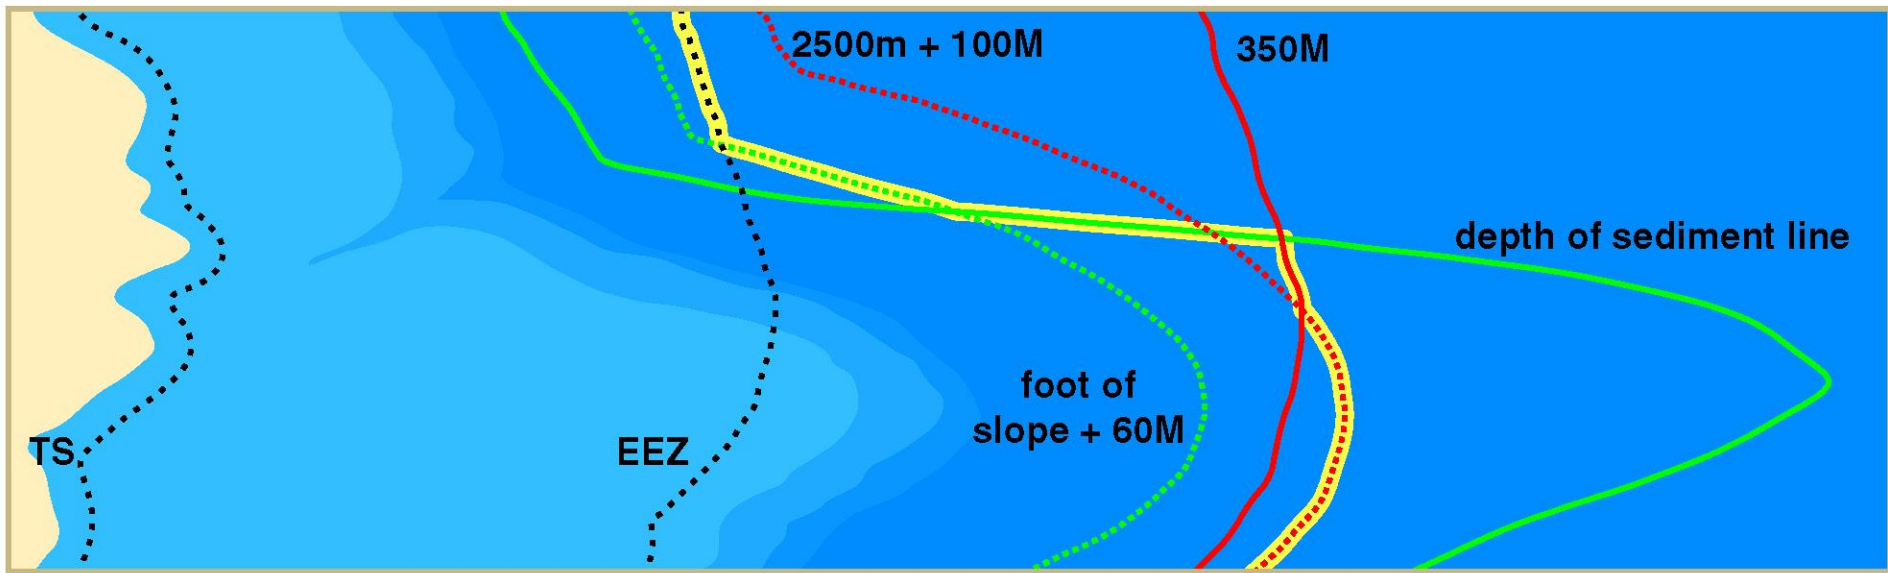 2500m + 100M
350M
depth of sediment line
foot of
slope + 60M
TS
EEZ